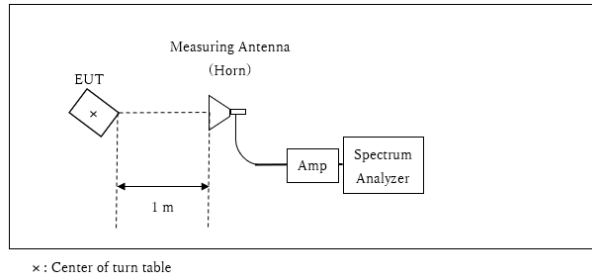 Measuring Antenna
(Horn)
EUT
×
Amp
Spectrum
Analyzer
1 m
× : Center of turn table